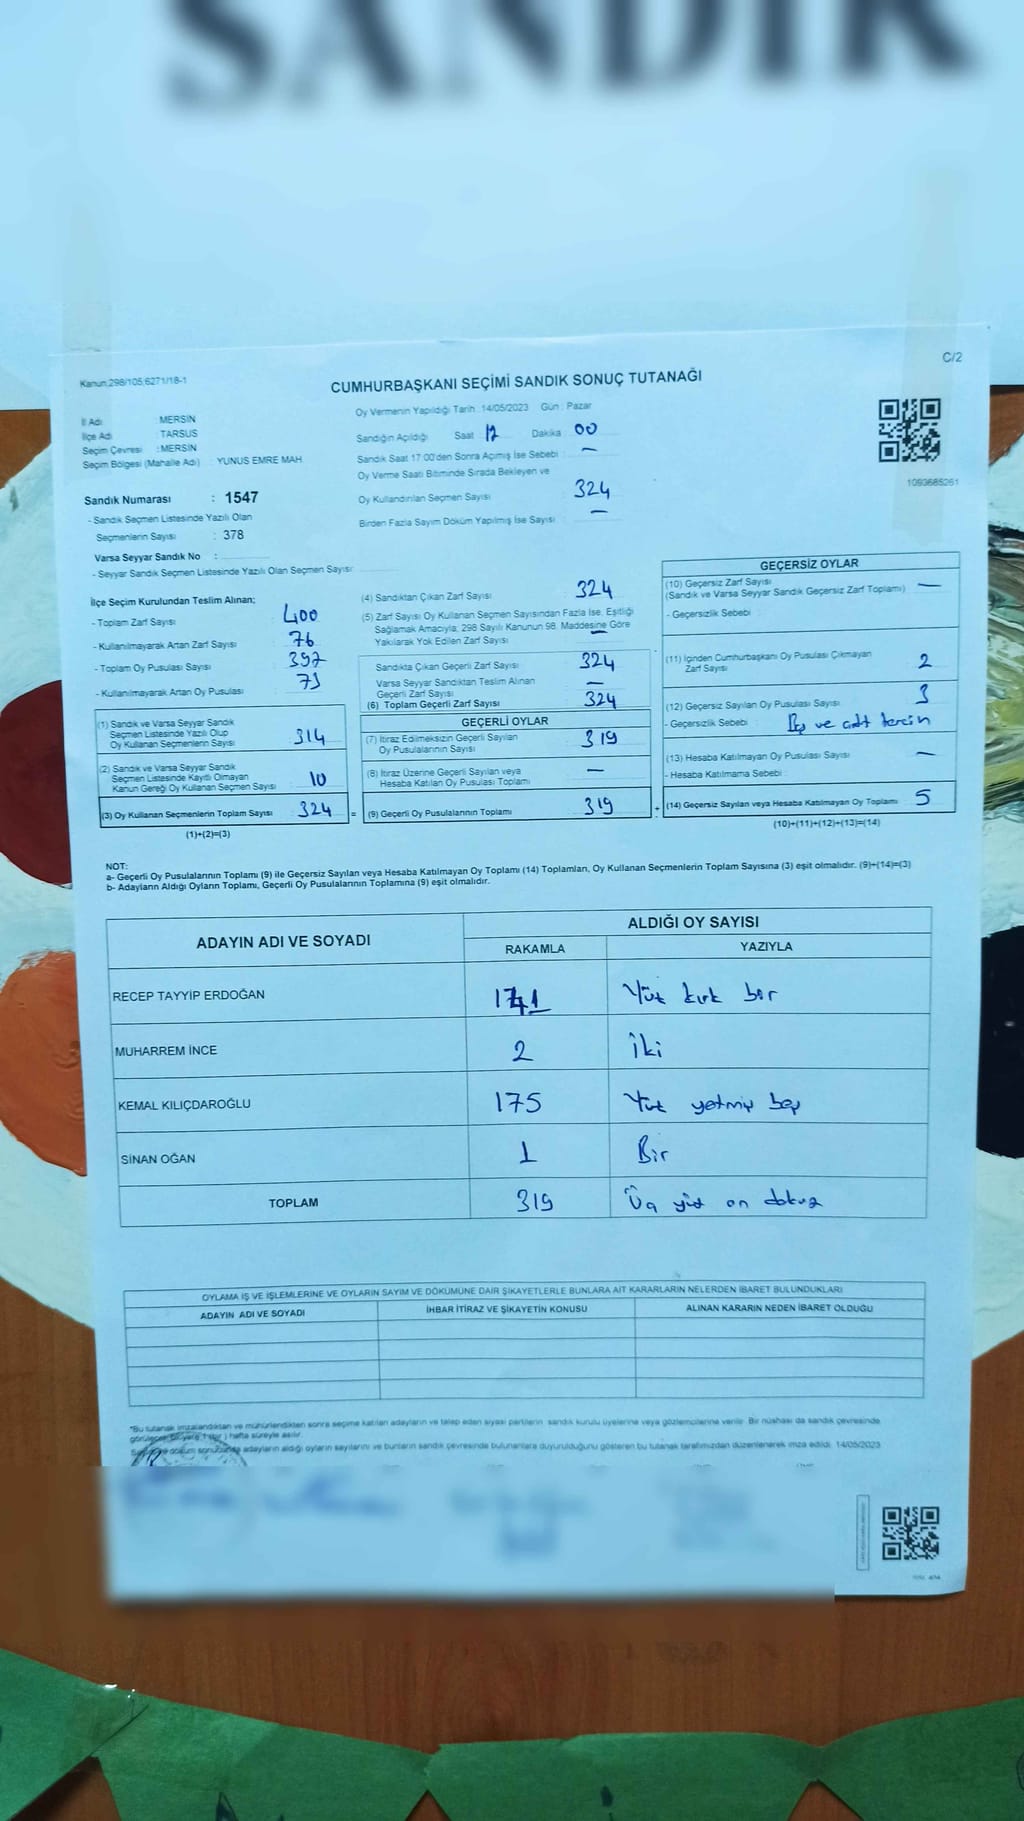 SANDIK
C/2
Kanun.298/105,6271/18-1
CUMHURBAŞKANI SEÇİMİ SANDIK SONUÇ TUTANAĞI
İl Adı : MERSİN
İlçe Adı : TARSUS
Seçim Çevresi : MERSİN
Seçim Bölgesi (Mahalle Adı) : YUNUS EMRE MAH.
Sandık Numarası : 1547
- Sandık Seçmen Listesinde Yazılı Olan
Seçmenlerin Sayısı : 378
Varsa Seyyar Sandık No :
- Seyyar Sandık Seçmen Listesinde Yazılı Olan Seçmen Sayısı:
Oy Vermenin Yapıldığı Tarih : 14/05/2023 Gün : Pazar
Sandığın Açıldığı Saat 17 Dakika 00
Sandık Saat 17:00'den Sonra Açılmış İse Sebebi : —
Oy Verme Saati Bitiminde Sırada Bekleyen ve
Oy Kullandırılan Seçmen Sayısı 324
Birden Fazla Sayım Döküm Yapılmış İse Sayısı : —
1093685261
İlçe Seçim Kurulundan Teslim Alınan;
- Toplam Zarf Sayısı : 400
- Kullanılmayarak Artan Zarf Sayısı : 76
- Toplam Oy Pusulası Sayısı : 397
- Kullanılmayarak Artan Oy Pusulası : 73
(1) Sandık ve Varsa Seyyar Sandık
Seçmen Listesinde Yazılı Olup
Oy Kullanan Seçmenlerin Sayısı : 314
(2) Sandık ve Varsa Seyyar Sandık
Seçmen Listesinde Kayıtlı Olmayan
Kanun Gereği Oy Kullanan Seçmen Sayısı : 10
(3) Oy Kullanan Seçmenlerin Toplam Sayısı : 324 =
(1)+(2)=(3)
(4) Sandıktan Çıkan Zarf Sayısı : 324
(5) Zarf Sayısı Oy Kullanan Seçmen Sayısından Fazla İse, Eşitliği
Sağlamak Amacıyla, 298 Sayılı Kanunun 98. Maddesine Göre
Yakılarak Yok Edilen Zarf Sayısı : —
Sandıkta Çıkan Geçerli Zarf Sayısı : 324
Varsa Seyyar Sandıktan Teslim Alınan
Geçerli Zarf Sayısı : —
(6) Toplam Geçerli Zarf Sayısı : 324
GEÇERLİ OYLAR
(7) İtiraz Edilmeksizin Geçerli Sayılan
Oy Pusulalarının Sayısı : 319
(8) İtiraz Üzerine Geçerli Sayılan veya
Hesaba Katılan Oy Pusulası Toplamı : —
(9) Geçerli Oy Pusulalarının Toplamı : 319 +
GEÇERSİZ OYLAR
(10) Geçersiz Zarf Sayısı : —
(Sandık ve Varsa Seyyar Sandık Geçersiz Zarf Toplamı)
- Geçersizlik Sebebi :
(11) İçinden Cumhurbaşkanı Oy Pusulası Çıkmayan
Zarf Sayısı : 2
(12) Geçersiz Sayılan Oy Pusulası Sayısı : 3
- Geçersizlik Sebebi : ve tercih
(13) Hesaba Katılmayan Oy Pusulası Sayısı : —
- Hesaba Katılmama Sebebi :
(14) Geçersiz Sayılan veya Hesaba Katılmayan Oy Toplamı : 5
(10)+(11)+(12)+(13)=(14)
NOT:
a- Geçerli Oy Pusulalarının Toplamı (9) ile Geçersiz Sayılan veya Hesaba Katılmayan Oy Toplamı (14) Toplamları, Oy Kullanan Seçmenlerin Toplam Sayısına (3) eşit olmalıdır. (9)+(14)=(3)
b- Adayların Aldığı Oyların Toplamı, Geçerli Oy Pusulalarının Toplamına (9) eşit olmalıdır.
ADAYIN ADI VE SOYADI ALDIĞI OY SAYISI
RAKAMLA YAZIYLA
RECEP TAYYİP ERDOĞAN 141 Yüz kırk bir
MUHARREM İNCE 2 İki
KEMAL KILIÇDAROĞLU 175 Yüz yetmiş beş
SİNAN OĞAN 1 Bir
TOPLAM 319 Üç yüz on dokuz
OYLAMA İŞ VE İŞLEMLERİNE VE OYLARIN SAYIM VE DÖKÜMÜNE DAİR ŞİKAYETLERLE BUNLARA AİT KARARLARIN NELERDEN İBARET BULUNDUKLARI
ADAYIN ADI VE SOYADI İHBAR İTİRAZ VE ŞİKAYETİN KONUSU ALINAN KARARIN NEDEN İBARET OLDUĞU
*Bu tutanak imzalandıktan ve mühürlendikten sonra seçime katılan adayların ve talep eden siyasi partilerin sandık kurulu üyelerine veya gözlemcilerine verilir. Bir nüshası da sandık çevresinde
görülecek bir yere 1 (bir) hafta süreyle asılır.
döküm sonucunda adayların aldığı oyların sayılarını ve bunların sandık çevresinde bulunanlara duyurulduğunu gösteren bu tutanak tarafımızdan düzenlenerek imza edildi. 14/05/2023